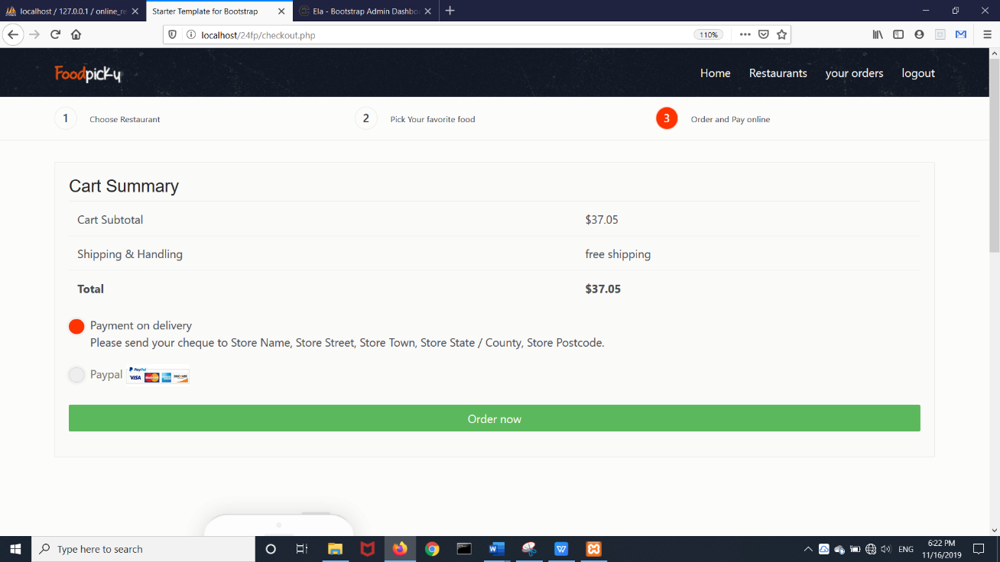 localhost / 127.0.0.1 / online_re
Starter Template for Bootstrap
Ela - Bootstrap Admin Dashbo
localhost/24fp/checkout.php
110%
Foodpicky
Home
Restaurants
your orders
logout
1
Choose Restaurant
2
Pick Your favorite food
3
Order and Pay online
Cart Summary
Cart Subtotal
$37.05
Shipping & Handling
free shipping
Total
$37.05
Payment on delivery
Please send your cheque to Store Name, Store Street, Store Town, Store State / County, Store Postcode.
Paypal
PayPal
VISA
MasterCard
DISCOVER
Order now
Type here to search
ENG
6:22 PM
11/16/2019